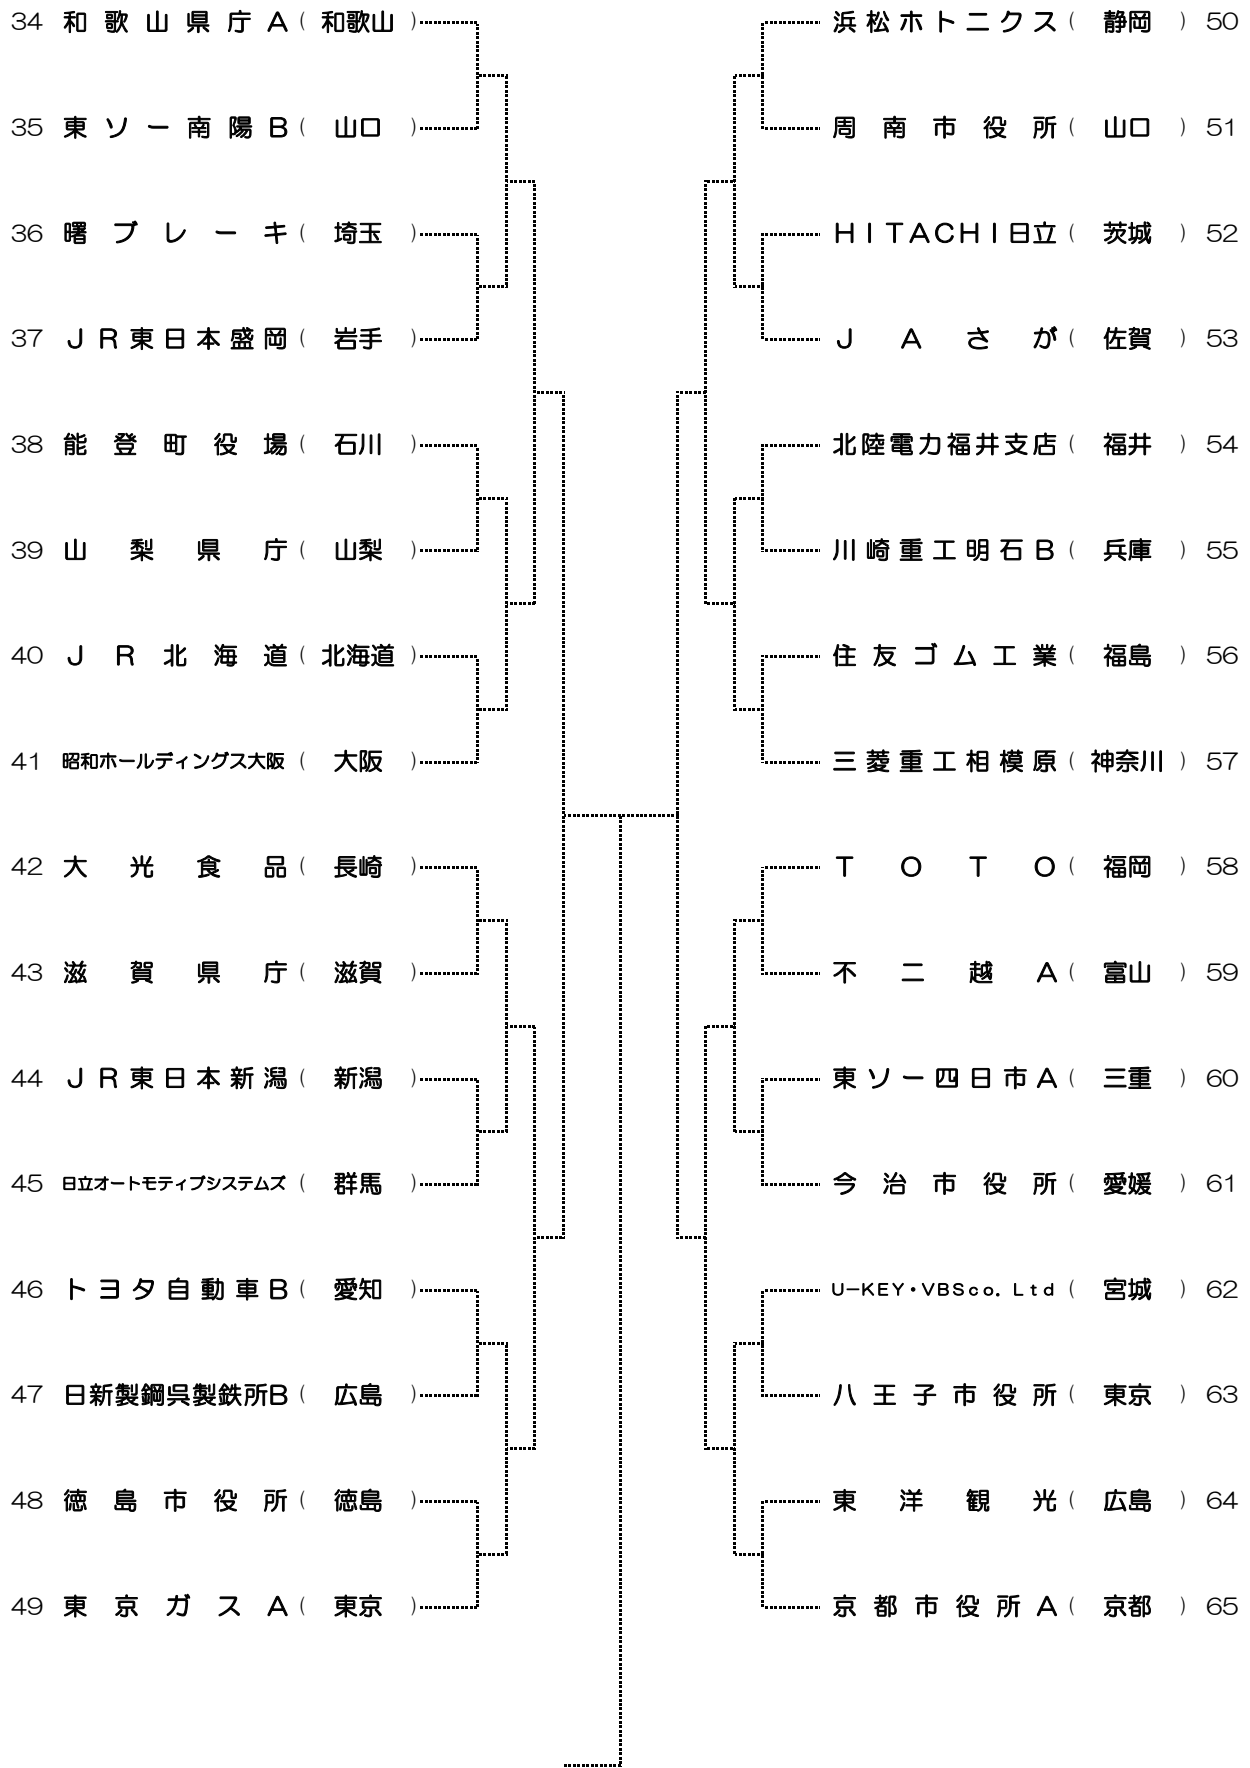 34 和歌山県庁A（ 和歌山 ）
35 東ソー南陽B（ 山口 ）
36 曙ブレーキ（ 埼玉 ）
37 JR東日本盛岡（ 岩手 ）
38 能登町役場（ 石川 ）
39 山梨県庁（ 山梨 ）
40 JR北海道（ 北海道 ）
41 昭和ホールディングス大阪（ 大阪 ）
42 大光食品（ 長崎 ）
43 滋賀県庁（ 滋賀 ）
44 JR東日本新潟（ 新潟 ）
45 日立オートモティブシステムズ（ 群馬 ）
46 トヨタ自動車B（ 愛知 ）
47 日新製鋼呉製鉄所B（ 広島 ）
48 徳島市役所（ 徳島 ）
49 東京ガスA（ 東京 ）
浜松ホトニクス（ 静岡 ） 50
周南市役所（ 山口 ） 51
HITACHI日立（ 茨城 ） 52
JAさが（ 佐賀 ） 53
北陸電力福井支店（ 福井 ） 54
川崎重工明石B（ 兵庫 ） 55
住友ゴム工業（ 福島 ） 56
三菱重工相模原（ 神奈川 ） 57
TOTO（ 福岡 ） 58
不二越A（ 富山 ） 59
東ソー四日市A（ 三重 ） 60
今治市役所（ 愛媛 ） 61
U-KEY・VBSco. Ltd（ 宮城 ） 62
八王子市役所（ 東京 ） 63
東洋観光（ 広島 ） 64
京都市役所A（ 京都 ） 65